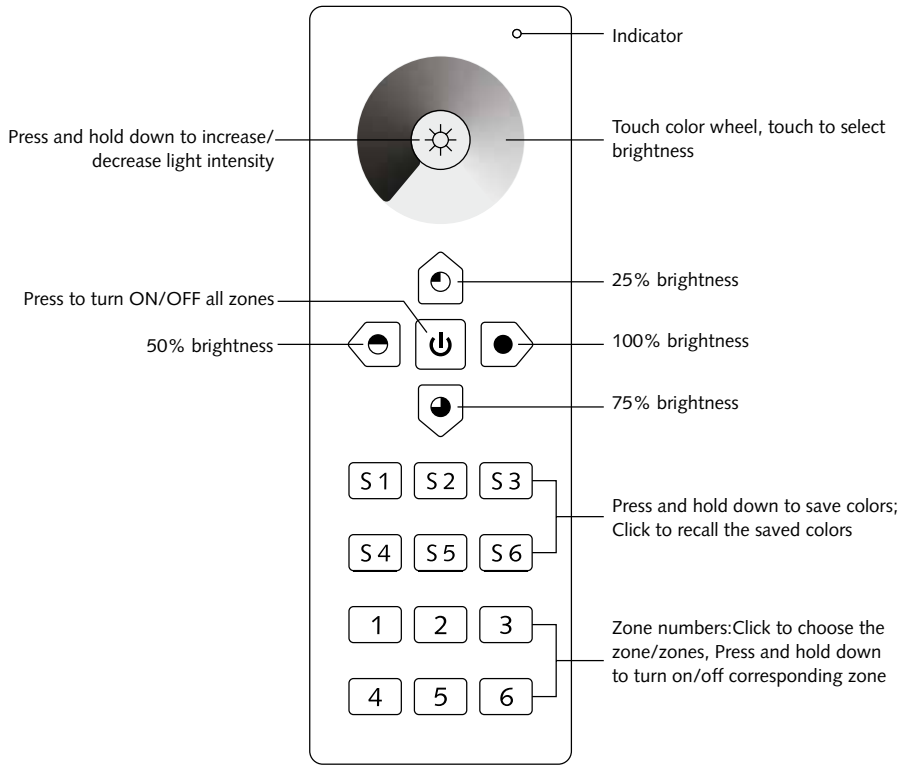 Indicator
Press and hold down to increase/
decrease light intensity
Touch color wheel, touch to select
brightness
25% brightness
Press to turn ON/OFF all zones
50% brightness
100% brightness
75% brightness
S 1 S 2 S 3
S 4 S 5 S 6
Press and hold down to save colors;
Click to recall the saved colors
1 2 3
4 5 6
Zone numbers:Click to choose the
zone/zones, Press and hold down
to turn on/off corresponding zone